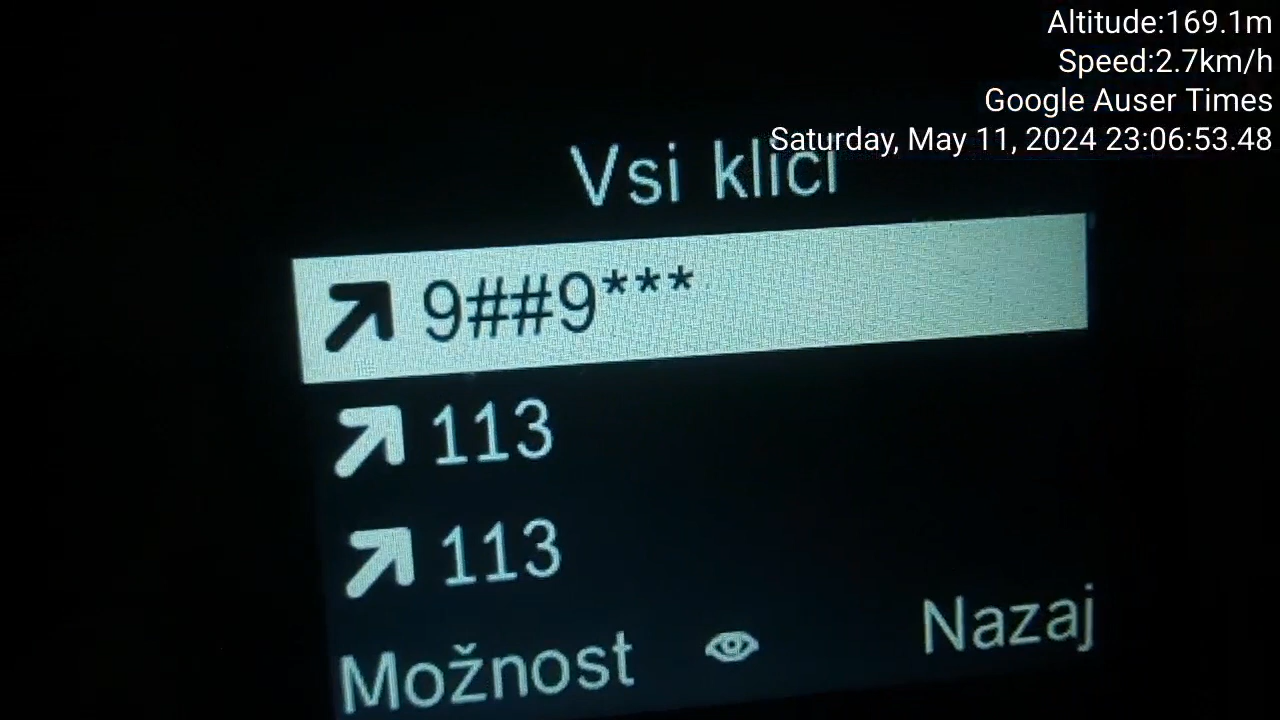 Altitude:169.1m
Speed:2.7km/h
Google Auser Times
Saturday, May 11, 2024 23:06:53.48
Vsi klici
9##9***
113
113
Možnost
Nazaj